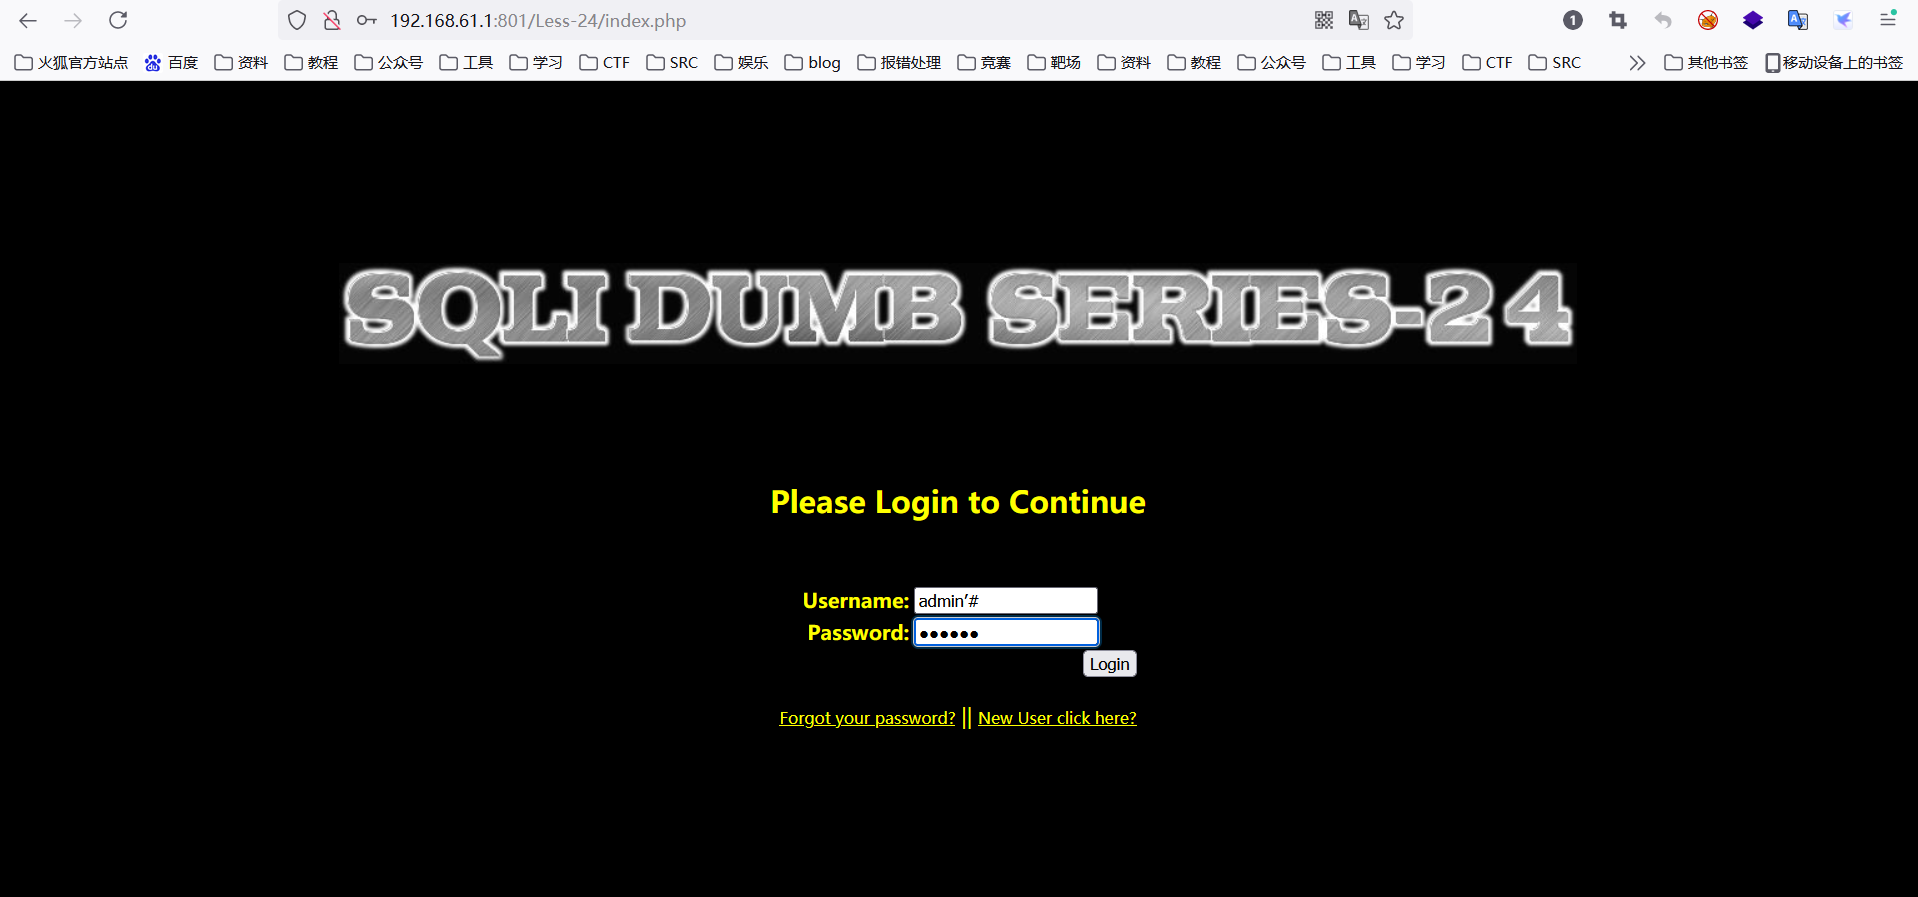 192.168.61.1:801/Less-24/index.php
1
火狐官方站点 百度 资料 教程 公众号 工具 学习 CTF SRC 娱乐 blog 报错处理 竞赛 靶场 资料 教程 公众号 工具 学习 CTF SRC 其他书签 移动设备上的书签
SQLI DUMB SERIES-24
Please Login to Continue
Username: admin'#
Password: ••••••
Login
Forgot your password? || New User click here?